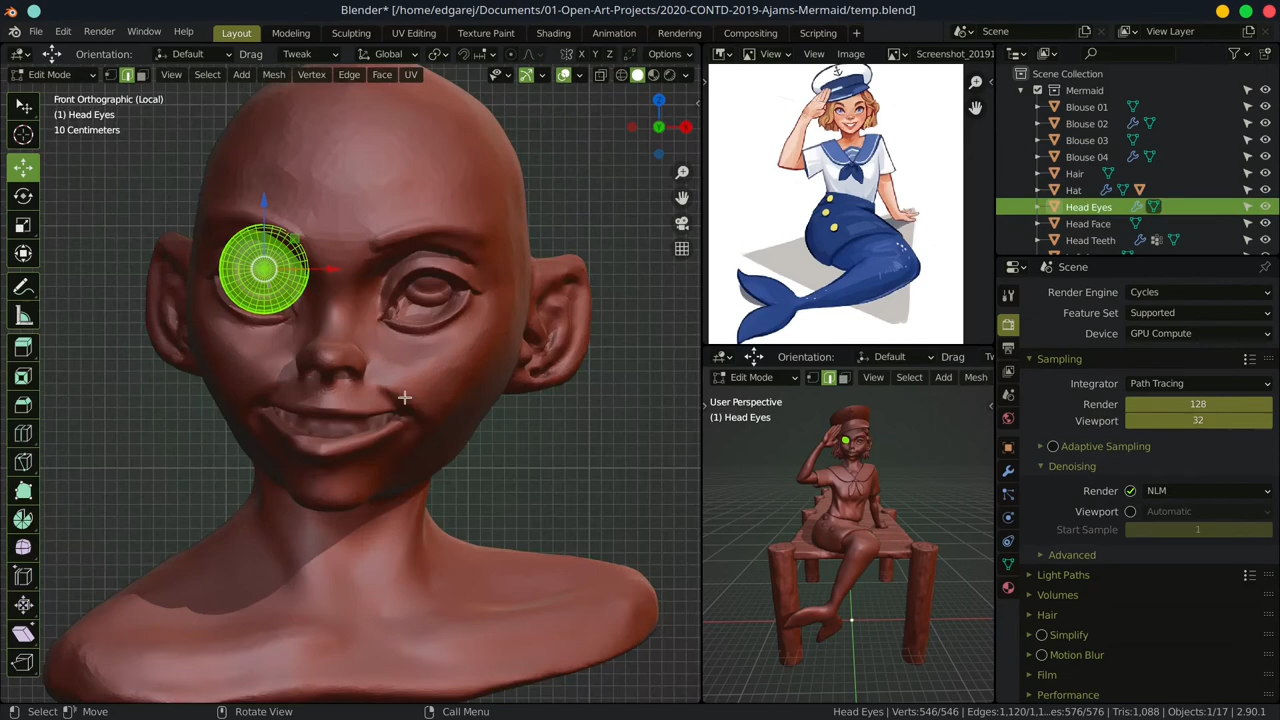 Blender* [/home/edgarej/Documents/01-Open-Art-Projects/2020-CONTD-2019-Ajams-Mermaid/temp.blend]
File Edit Render Window Help Layout Modeling Sculpting UV Editing Texture Paint Shading Animation Rendering Compositing Scripting Scene View Layer
Orientation: Default Drag Tweak Global X Y Z Options
Edit Mode View Select Add Mesh Vertex Edge Face UV
Front Orthographic (Local)
(1) Head Eyes
10 Centimeters
Z
Y
X
View View Image Screenshot_20191
Orientation: Default Drag Tw
Edit Mode View Select Add Mesh
User Perspective
(1) Head Eyes
Scene Collection
Mermaid
Blouse 01
Blouse 02
Blouse 03
Blouse 04
Hair
Hat
Head Eyes
Head Face
Head Teeth
Scene
Render Engine Cycles
Feature Set Supported
Device GPU Compute
Sampling
Integrator Path Tracing
Render 128
Viewport 32
Adaptive Sampling
Denoising
Render NLM
Viewport Automatic
Start Sample 1
Advanced
Light Paths
Volumes
Hair
Simplify
Motion Blur
Film
Performance
Select Move Rotate View Call Menu Head Eyes | Verts:546/546 | Edges:1,120/1,1...es:576/576 | Tris:1,088 | Objects:1/17 | 2.90.1